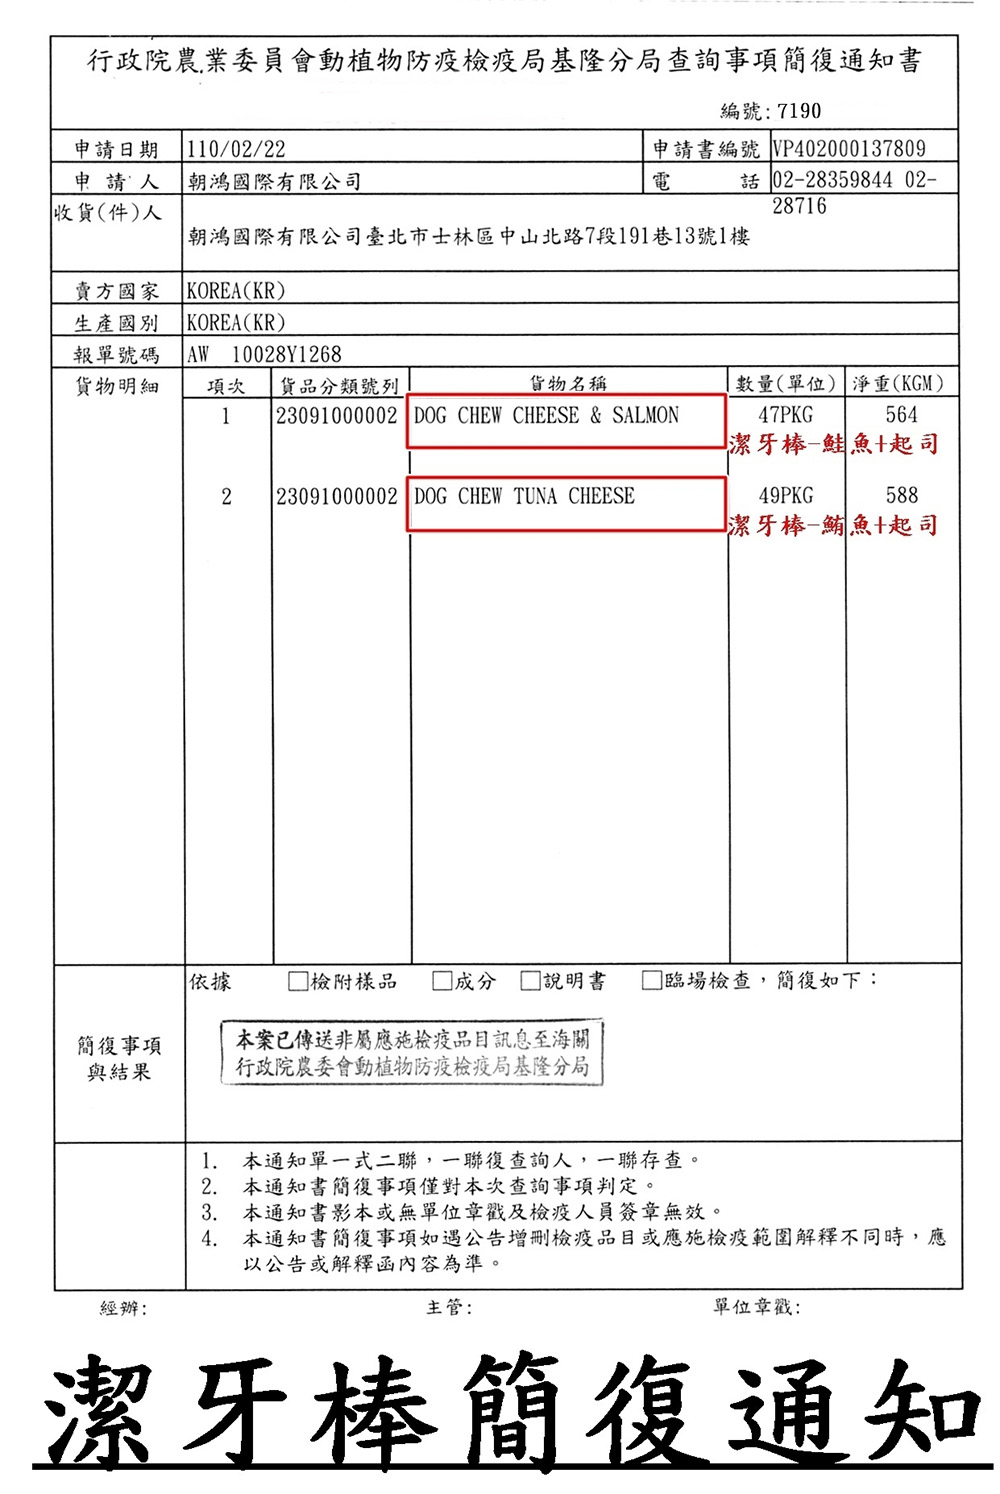 行政院農業委員會動植物防疫檢疫局基隆分局查詢事項簡復通知書
編號: 7190
申請日期 110/02/22 申請書編號 VP402000137809
申請人 朝鴻國際有限公司 電話 02-28359844 02-
28716
收貨(件)人
朝鴻國際有限公司臺北市士林區中山北路7段191巷13號1樓
賣方國家 KOREA(KR)
生產國別 KOREA(KR)
報單號碼 AW 10028Y1268
貨物明細 項次 貨品分類號列 貨物名稱 數量(單位) 淨重(KGM)
1 23091000002 DOG CHEW CHEESE & SALMON 47PKG 564
潔牙棒-鮭魚+起司
2 23091000002 DOG CHEW TUNA CHEESE 49PKG 588
潔牙棒-鮪魚+起司
依據 □檢附樣品 □成分 □說明書 □臨場檢查，簡復如下：
簡復事項
與結果
本案已傳送非屬應施檢疫品目訊息至海關
行政院農委會動植物防疫檢疫局基隆分局
1. 本通知單一式二聯，一聯復查詢人，一聯存查。
2. 本通知書簡復事項僅對本次查詢事項判定。
3. 本通知書影本或無單位章戳及檢疫人員簽章無效。
4. 本通知書簡復事項如遇公告增刪檢疫品目或應施檢疫範圍解釋不同時，應
以公告或解釋函內容為準。
經辦: 主管: 單位章戳:
潔牙棒簡復通知